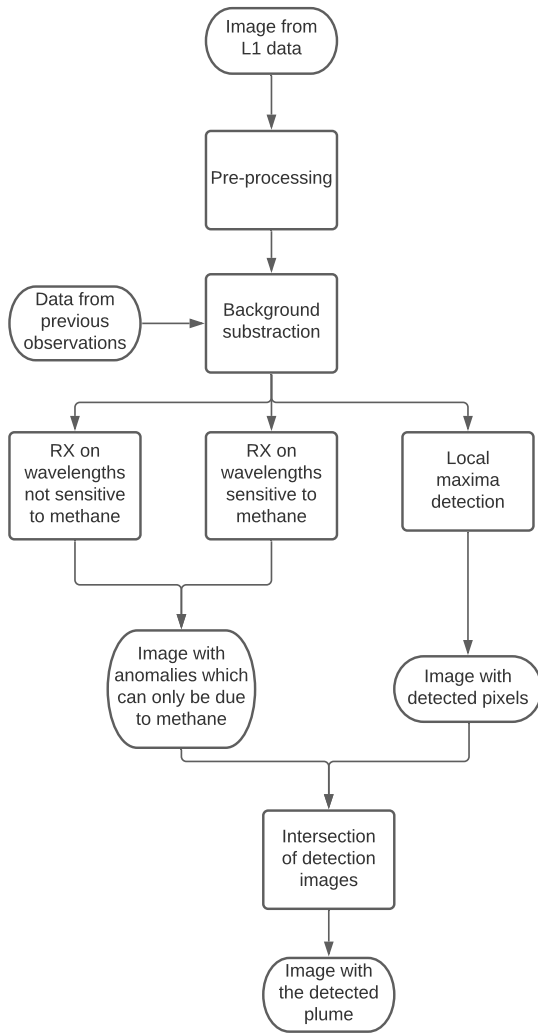 Image from
L1 data
Pre-processing
Data from
previous
observations
Background
substraction
RX on
wavelengths
not sensitive
to methane
RX on
wavelengths
sensitive to
methane
Local
maxima
detection
Image with
anomalies which
can only be due
to methane
Image with
detected pixels
Intersection
of detection
images
Image with
the detected
plume